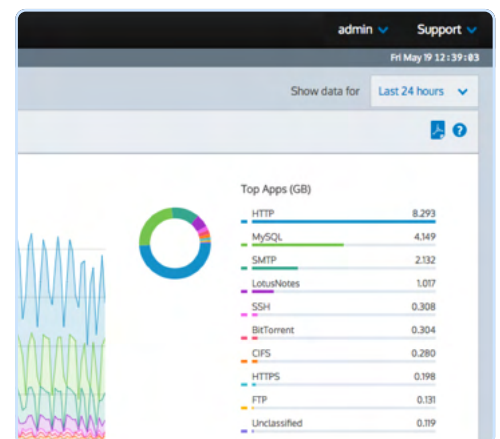 admin Support
Fri May 19 12:39:03
Show data for Last 24 hours
Top Apps (GB)
HTTP 8.293
MySQL 4.149
SMTP 2.132
LotusNotes 1.017
SSH 0.308
BitTorrent 0.304
CIFS 0.280
HTTPS 0.198
FTP 0.131
Unclassified 0.119